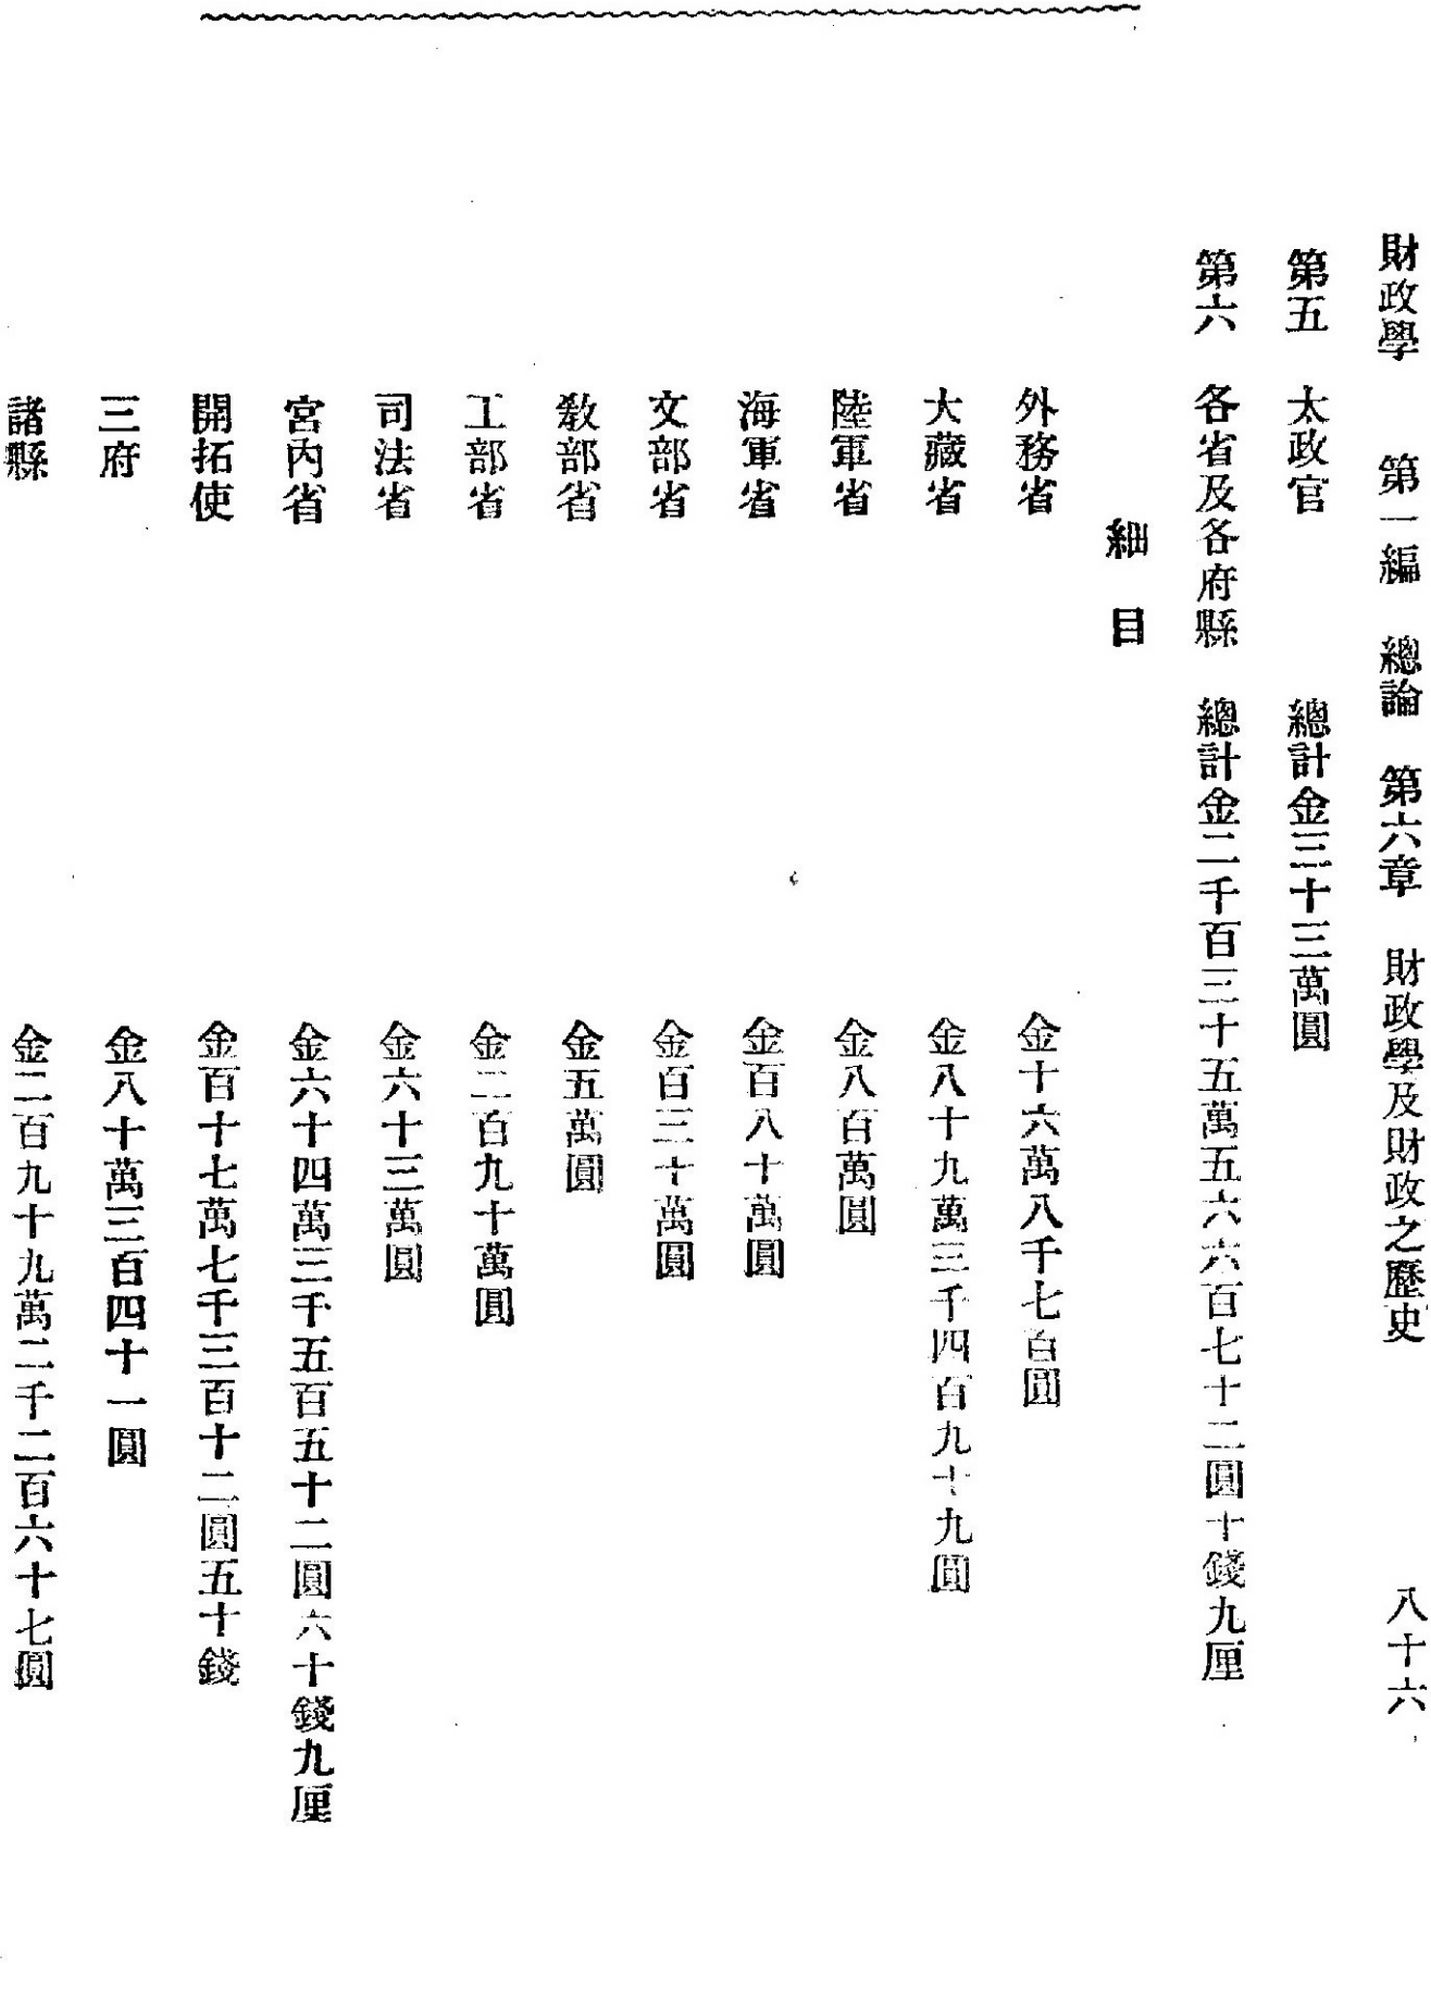 財政學 第一編 總論 第六章 財政學及財政之歷史 八十六
第五 太政官 總計金三十三萬圓
第六 各省及各府縣 總計金二千百三十五萬五六六百七十二圓十錢九厘
細目
外務省 金十六萬八千七百圓
大藏省 金八十九萬三千四百九十九圓
陸軍省 金八百萬圓
海軍省 金百八十萬圓
文部省 金百三十萬圓
敎部省 金五萬圓
工部省 金二百九十萬圓
司法省 金六十三萬圓
宮內省 金六十四萬三千五百五十二圓六十錢九厘
開拓使 金百十七萬七千三百十二圓五十錢
三府 金八十萬三百四十一圓
諸縣 金二百九十九萬二千二百六十七圓